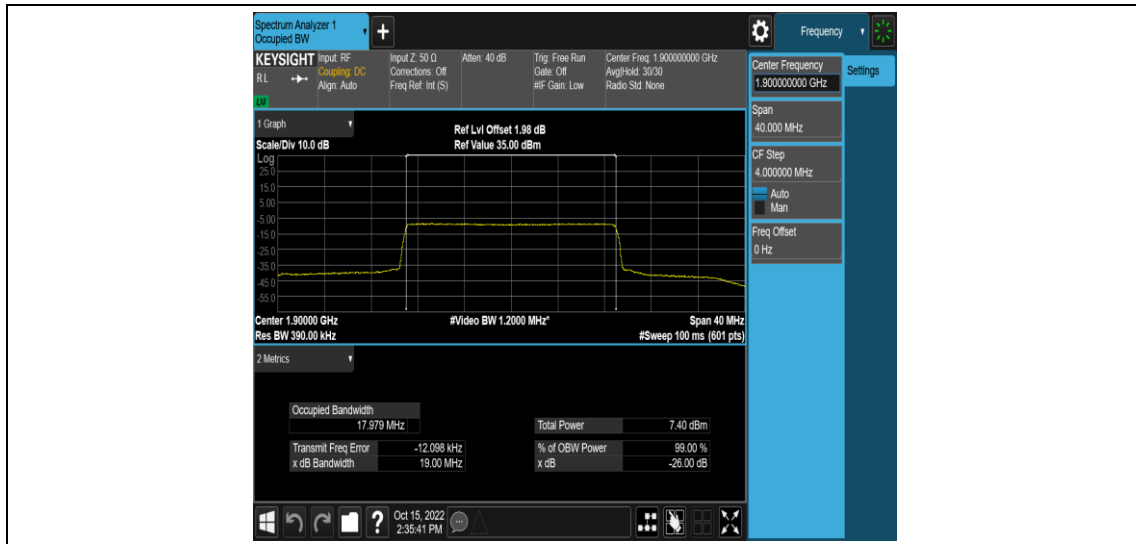 Spectrum Analyzer 1
Occupied BW
+
Frequency
KEYSIGHT
RL
LXI
Input: RF
Coupling: DC
Align: Auto
Input Z: 50 Ω
Corrections: Off
Freq Ref: Int (S)
Atten: 40 dB
Trig: Free Run
Gate: Off
#IF Gain: Low
Center Freq: 1.900000000 GHz
Avg|Hold: 30/30
Radio Std: None
Center Frequency
1.900000000 GHz
Settings
Span
40.000 MHz
CF Step
4.000000 MHz
Auto
Man
Freq Offset
0 Hz
1 Graph
Ref Lvl Offset 1.98 dB
Scale/Div 10.0 dB
Ref Value 35.00 dBm
Log
25.0
15.0
5.00
-5.00
-15.0
-25.0
-35.0
-45.0
-55.0
Center 1.90000 GHz
#Video BW 1.2000 MHz*
Span 40 MHz
Res BW 390.00 kHz
#Sweep 100 ms (601 pts)
2 Metrics
Occupied Bandwidth
17.979 MHz
Total Power 7.40 dBm
Transmit Freq Error -12.098 kHz
% of OBW Power 99.00 %
x dB Bandwidth 19.00 MHz
x dB -26.00 dB
?
Oct 15, 2022
2:35:41 PM